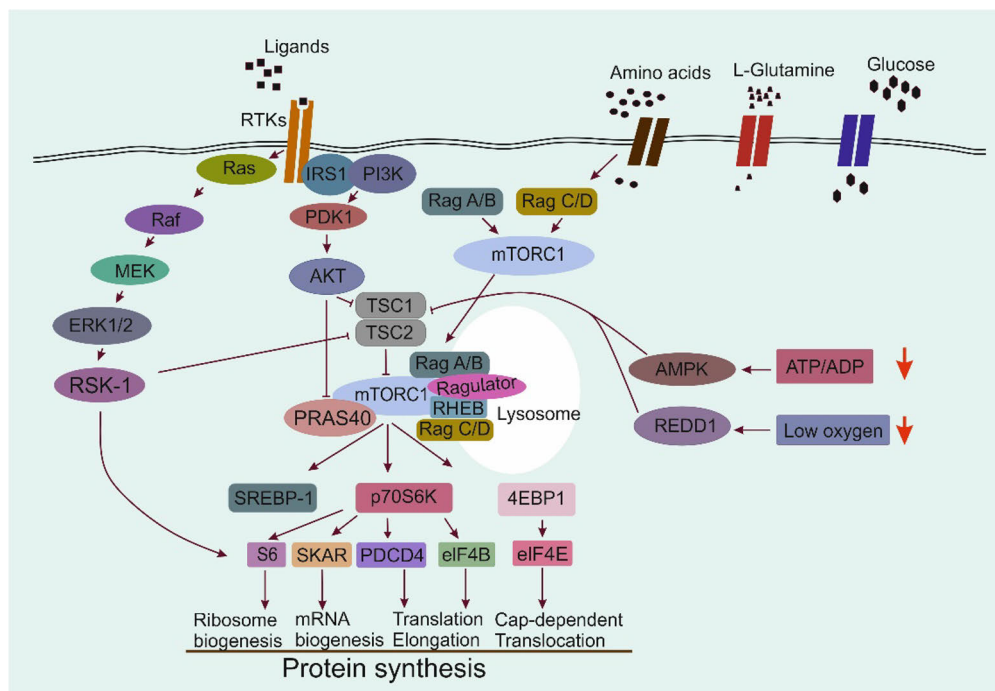 Ligands
Amino acids
L-Glutamine
Glucose
RTKs
Ras
IRS1
PI3K
Raf
PDK1
Rag A/B
Rag C/D
MEK
AKT
mTORC1
ERK1/2
TSC1
TSC2
RSK-1
Rag A/B
Ragulator
mTORC1
RHEB
PRAS40
Rag C/D
Lysosome
AMPK
ATP/ADP
REDD1
Low oxygen
SREBP-1
p70S6K
4EBP1
S6
SKAR
PDCD4
eIF4B
eIF4E
Ribosome
biogenesis
mRNA
biogenesis
Translation
Elongation
Cap-dependent
Translocation
Protein synthesis